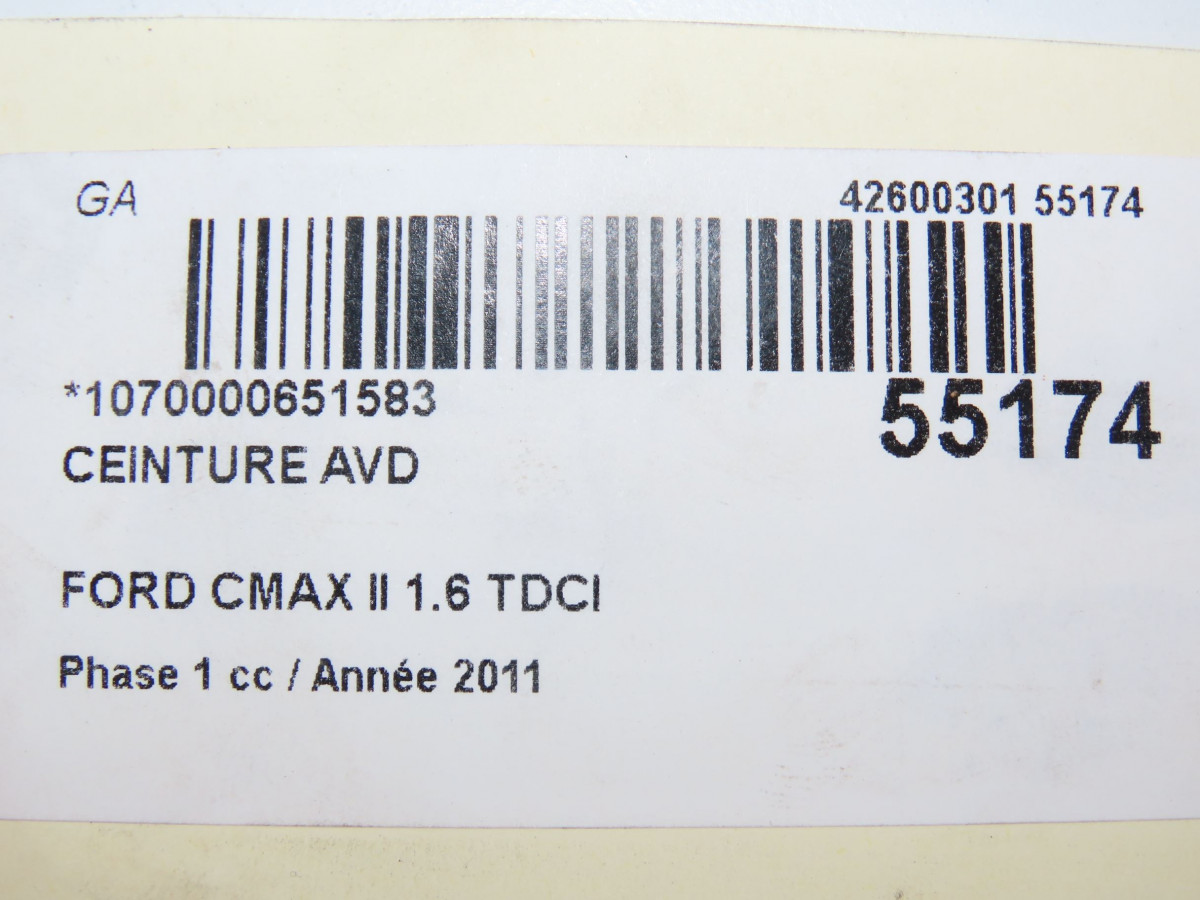 GA 42600301 55174
*1070000651583 55174
CEINTURE AVD
FORD CMAX II 1.6 TDCI
Phase 1 cc / Année 2011